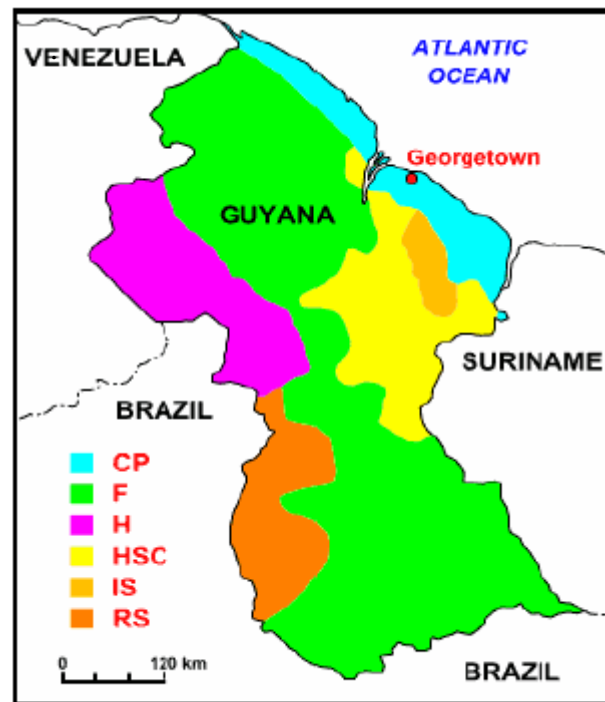 VENEZUELA
ATLANTIC
OCEAN
Georgetown
GUYANA
SURINAME
BRAZIL
CP
F
H
HSC
IS
RS
0 120 km
BRAZIL